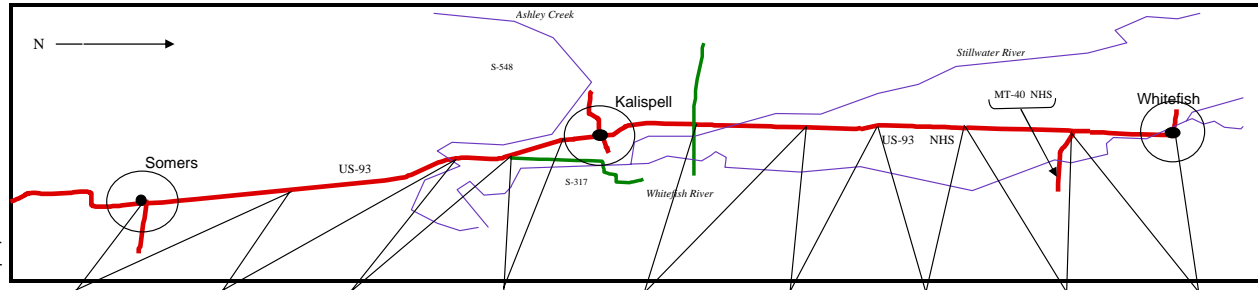 Ashley Creek
N
S-548
Stillwater River
MT-40 NHS
Kalispell
Whitefish
US-93 NHS
Somers
US-93
S-317
Whitefish River